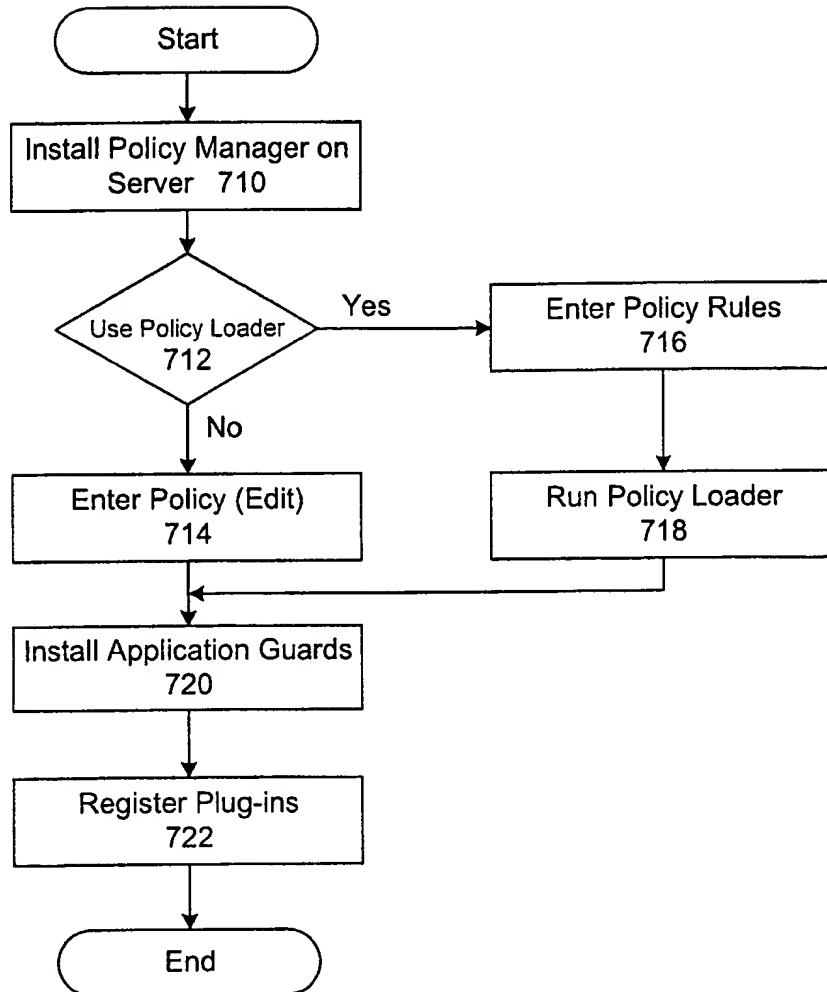 Start
Install Policy Manager on
Server 710
Use Policy Loader
712
Yes
No
Enter Policy Rules
716
Run Policy Loader
718
Enter Policy (Edit)
714
Install Application Guards
720
Register Plug-ins
722
End